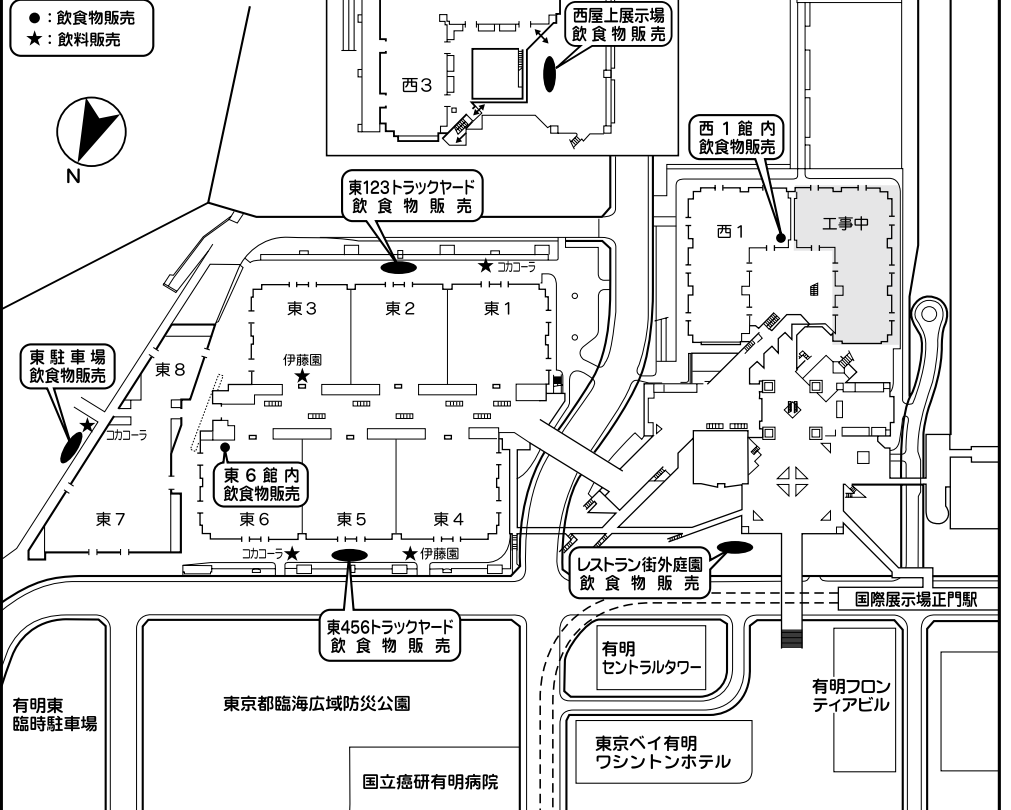 ●：飲食物販売
★：飲料販売
N
西屋上展示場
飲食物販売
西3
西1館内
飲食物販売
東123トラックヤード
飲食物販売
西1
工事中
コカコーラ
東3
東2
東1
東駐車場
飲食物販売
東8
伊藤園
コカコーラ
東6館内
飲食物販売
東7
東6
東5
東4
コカコーラ
伊藤園
レストラン街外庭園
飲食物販売
国際展示場正門駅
東456トラックヤード
飲食物販売
有明
セントラルタワー
有明フロン
ティアビル
有明東
臨時駐車場
東京都臨海広域防災公園
東京ベイ有明
ワシントンホテル
国立癌研有明病院